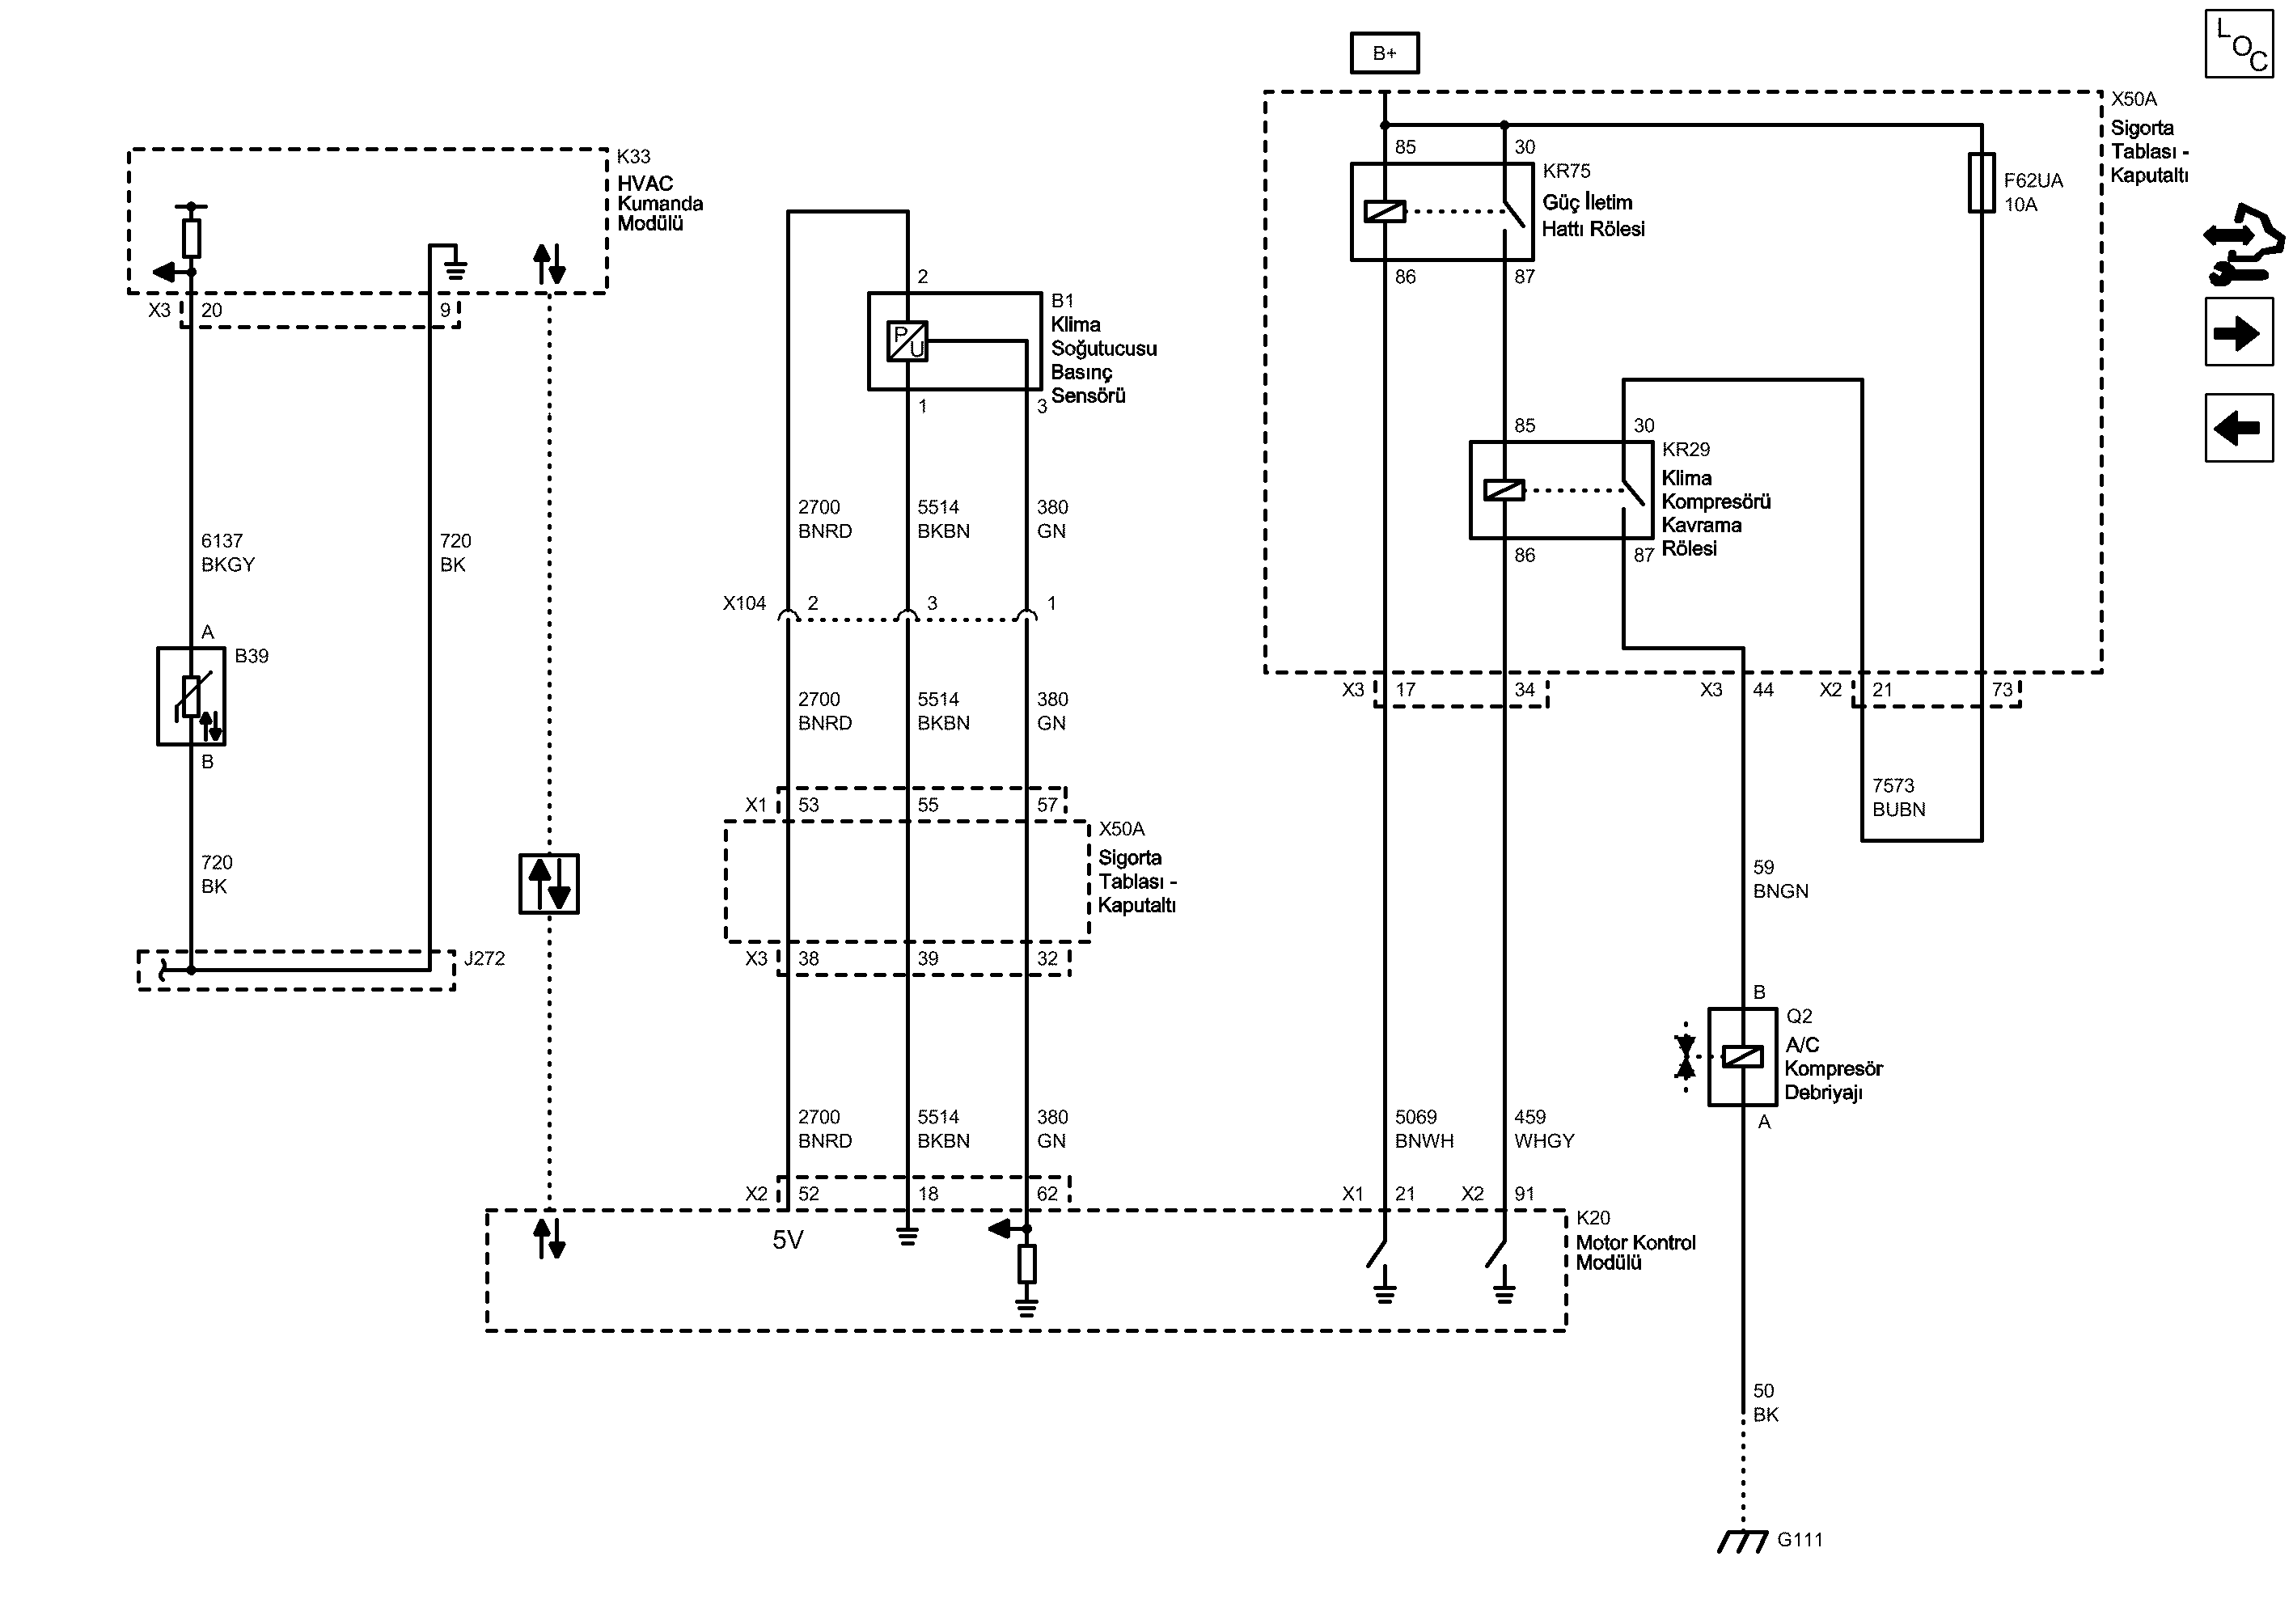 K33
HVAC
Kumanda
Modülü
X3
20
9
6137
BKGY
720
BK
A
B39
B
720
BK
J272
2
B1
Klima
Soğutucusu
Basınç
Sensörü
P
U
1
3
2700
BNRD
5514
BKBN
380
GN
X104
2
3
1
2700
BNRD
5514
BKBN
380
GN
X1
53
55
57
X50A
Sigorta
Tablası -
Kaputaltı
X3
38
39
32
2700
BNRD
5514
BKBN
380
GN
X2
52
18
62
5V
B+
X50A
Sigorta
Tablası -
Kaputaltı
85
30
KR75
Güç İletim
Hattı Rölesi
86
87
F62UA
10A
85
30
KR29
Klima
Kompresörü
Kavrama
Rölesi
86
87
X3
17
34
X3
44
X2
21
73
7573
BUBN
59
BNGN
B
Q2
A/C
Kompresör
Debriyajı
A
5069
BNWH
459
WHGY
X1
21
X2
91
K20
Motor Kontrol
Modülü
50
BK
G111
LOC